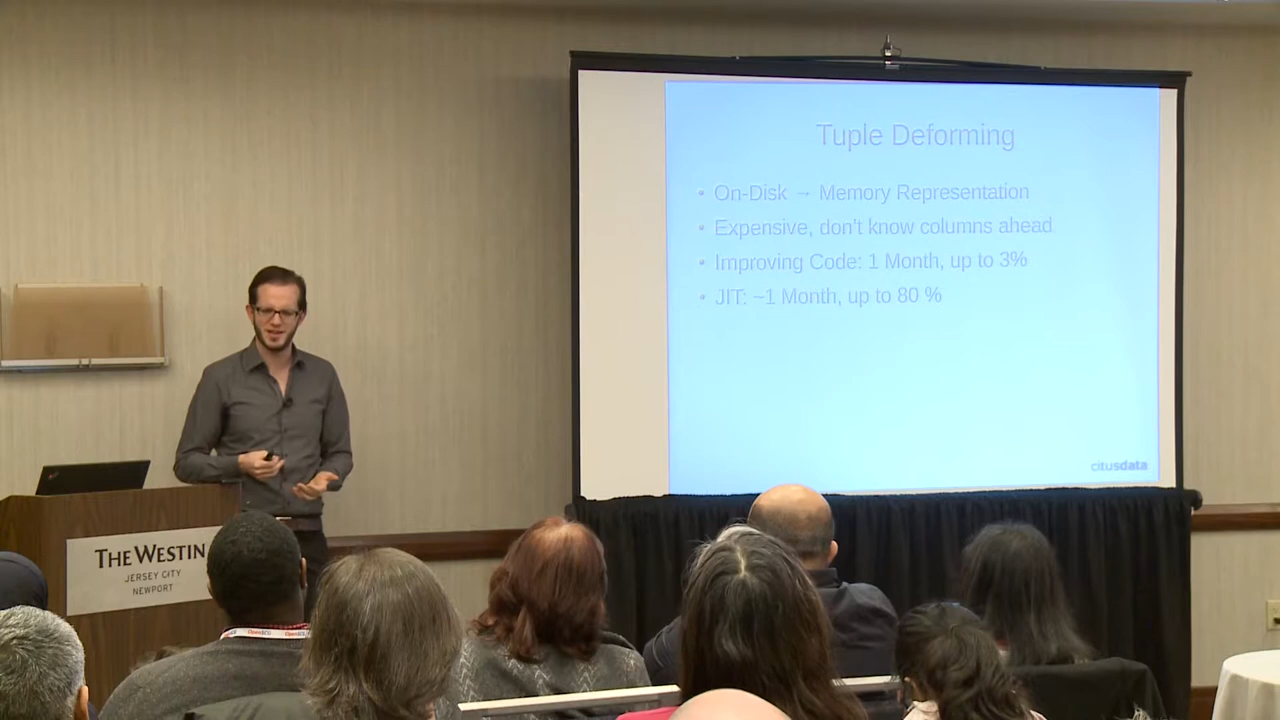 Tuple Deforming
• On-Disk → Memory Representation
• Expensive, don't know columns ahead
• Improving Code: 1 Month, up to 3%
• JIT: ~1 Month, up to 80 %
citusdata
THE WESTIN
JERSEY CITY
NEWPORT